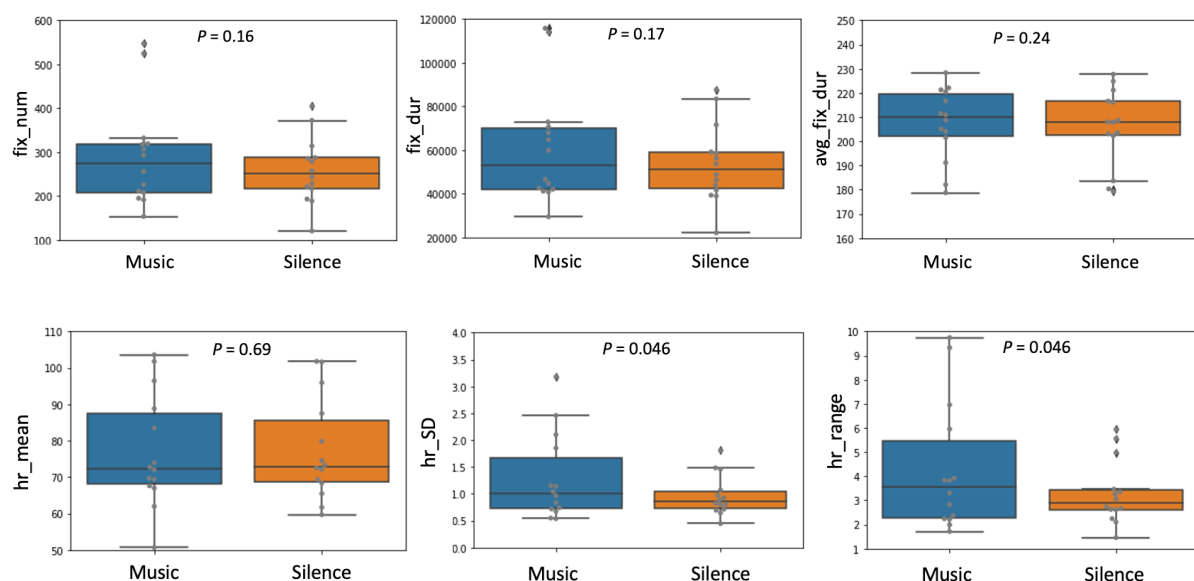 fix_num
600
500
400
300
200
100
P = 0.16
Music
Silence
fix_dur
120000
100000
80000
60000
40000
20000
P = 0.17
Music
Silence
avg_fix_dur
250
240
230
220
210
200
190
180
170
160
P = 0.24
Music
Silence
hr_mean
110
100
90
80
70
60
50
P = 0.69
Music
Silence
hr_SD
4.0
3.5
3.0
2.5
2.0
1.5
1.0
0.5
0.0
P = 0.046
Music
Silence
hr_range
10
9
8
7
6
5
4
3
2
1
P = 0.046
Music
Silence